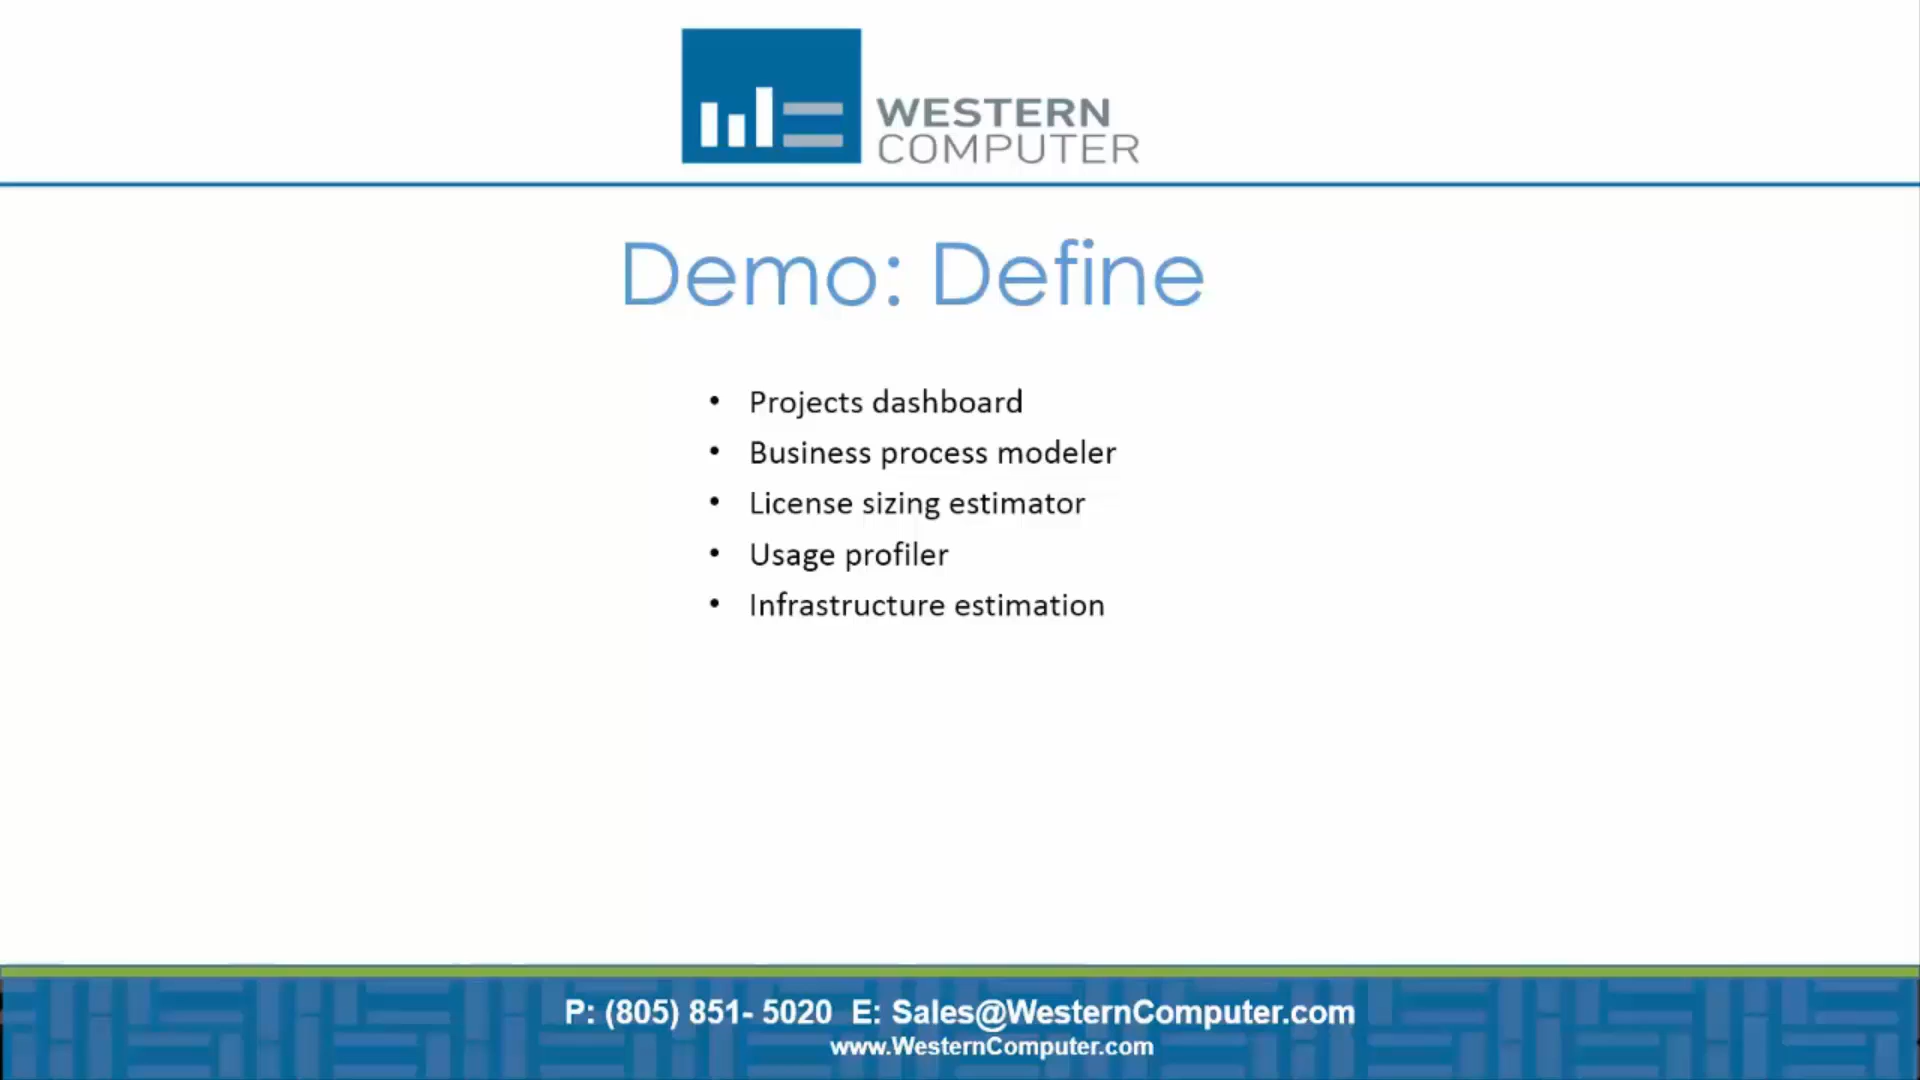 WESTERN
COMPUTER
Demo: Define
• Projects dashboard
• Business process modeler
• License sizing estimator
• Usage profiler
• Infrastructure estimation
P: (805) 851- 5020 E: Sales@WesternComputer.com
www.WesternComputer.com